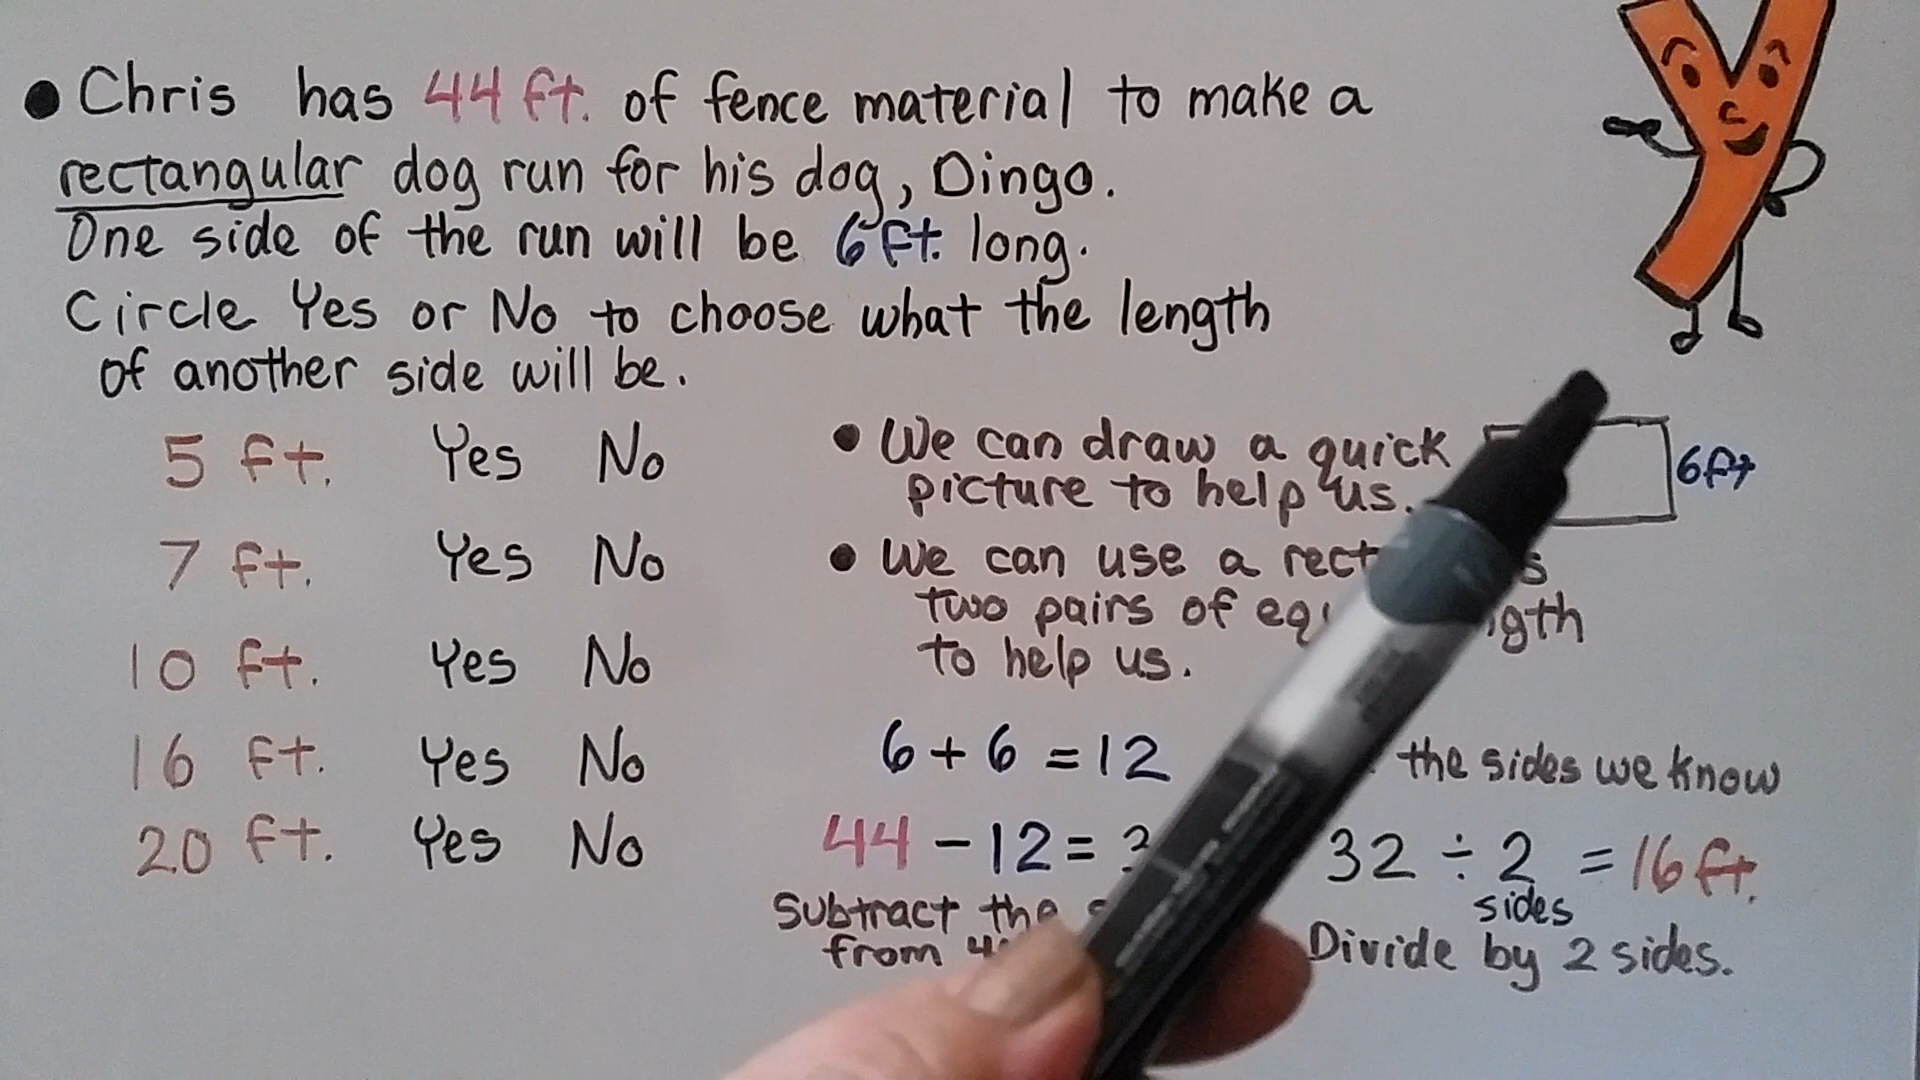 Chris has 44 ft. of fence material to make a
rectangular dog run for his dog, Dingo.
One side of the run will be 6 ft. long.
Circle Yes or No to choose what the length
of another side will be.
5 ft. Yes No
7 ft. Yes No
10 ft. Yes No
16 ft. Yes No
20 ft. Yes No
We can draw a quick
picture to help us.
6ft
We can use a
two pairs of
to help us.
6 + 6 = 12 the sides we know
44 - 12 = 32 ÷ 2 = 16 ft.
sides
Subtract the
from
Divide by 2 sides.